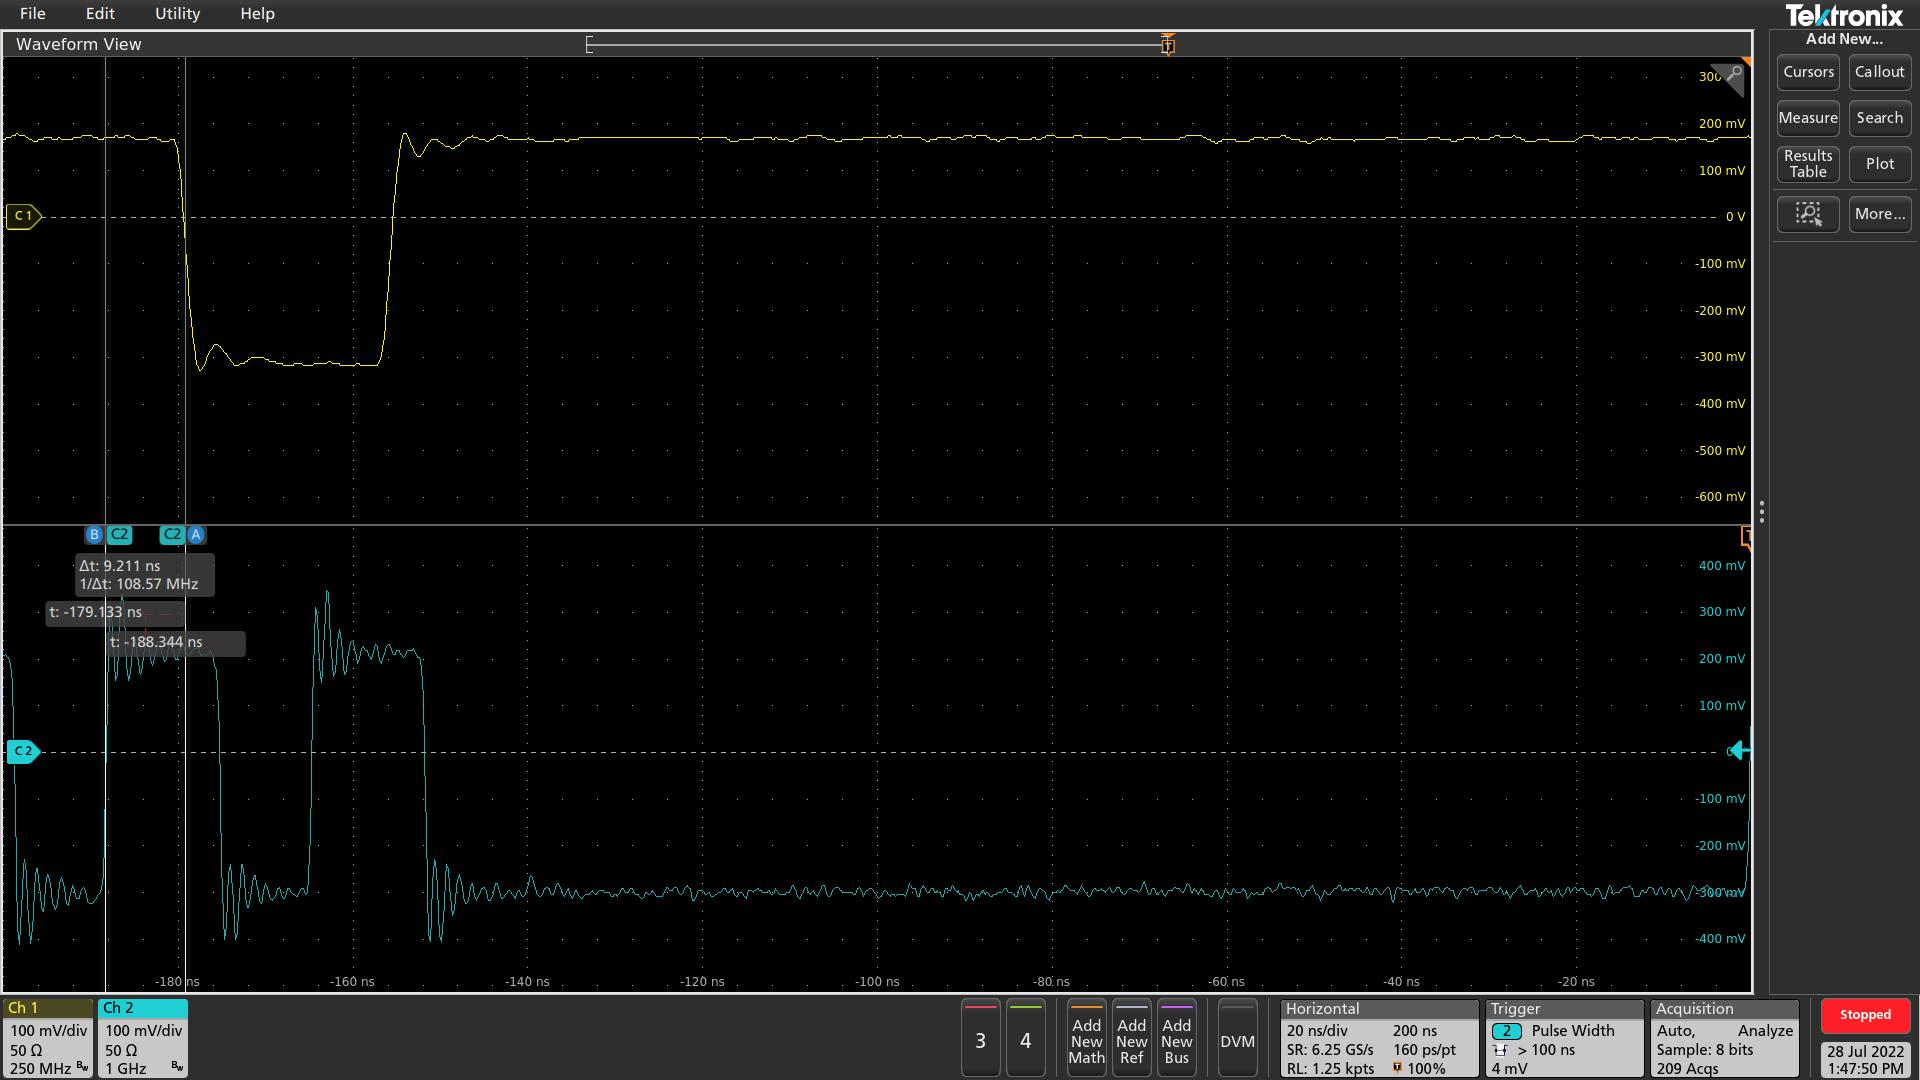 File Edit Utility Help
Tektronix
Waveform View
Add New...
Cursors Callout
Measure Search
Results Table Plot
More...
200 mV
100 mV
C 1
0 V
-100 mV
-200 mV
-300 mV
-400 mV
-500 mV
-600 mV
B C2 C2 A
Δt: 9.211 ns
1/Δt: 108.57 MHz
t: -179.133 ns
t: -188.344 ns
400 mV
300 mV
200 mV
100 mV
C 2
-100 mV
-200 mV
-300 mV
-400 mV
-180 ns -160 ns -140 ns -120 ns -100 ns -80 ns -60 ns -40 ns -20 ns
Ch 1
100 mV/div
50 Ω
250 MHz Bw
Ch 2
100 mV/div
50 Ω
1 GHz Bw
3 4
Add New Math
Add New Ref
Add New Bus
DVM
Horizontal
20 ns/div 200 ns
SR: 6.25 GS/s 160 ps/pt
RL: 1.25 kpts T 100%
Trigger
2 Pulse Width
> 100 ns
4 mV
Acquisition
Auto, Analyze
Sample: 8 bits
209 Acqs
Stopped
28 Jul 2022
1:47:50 PM